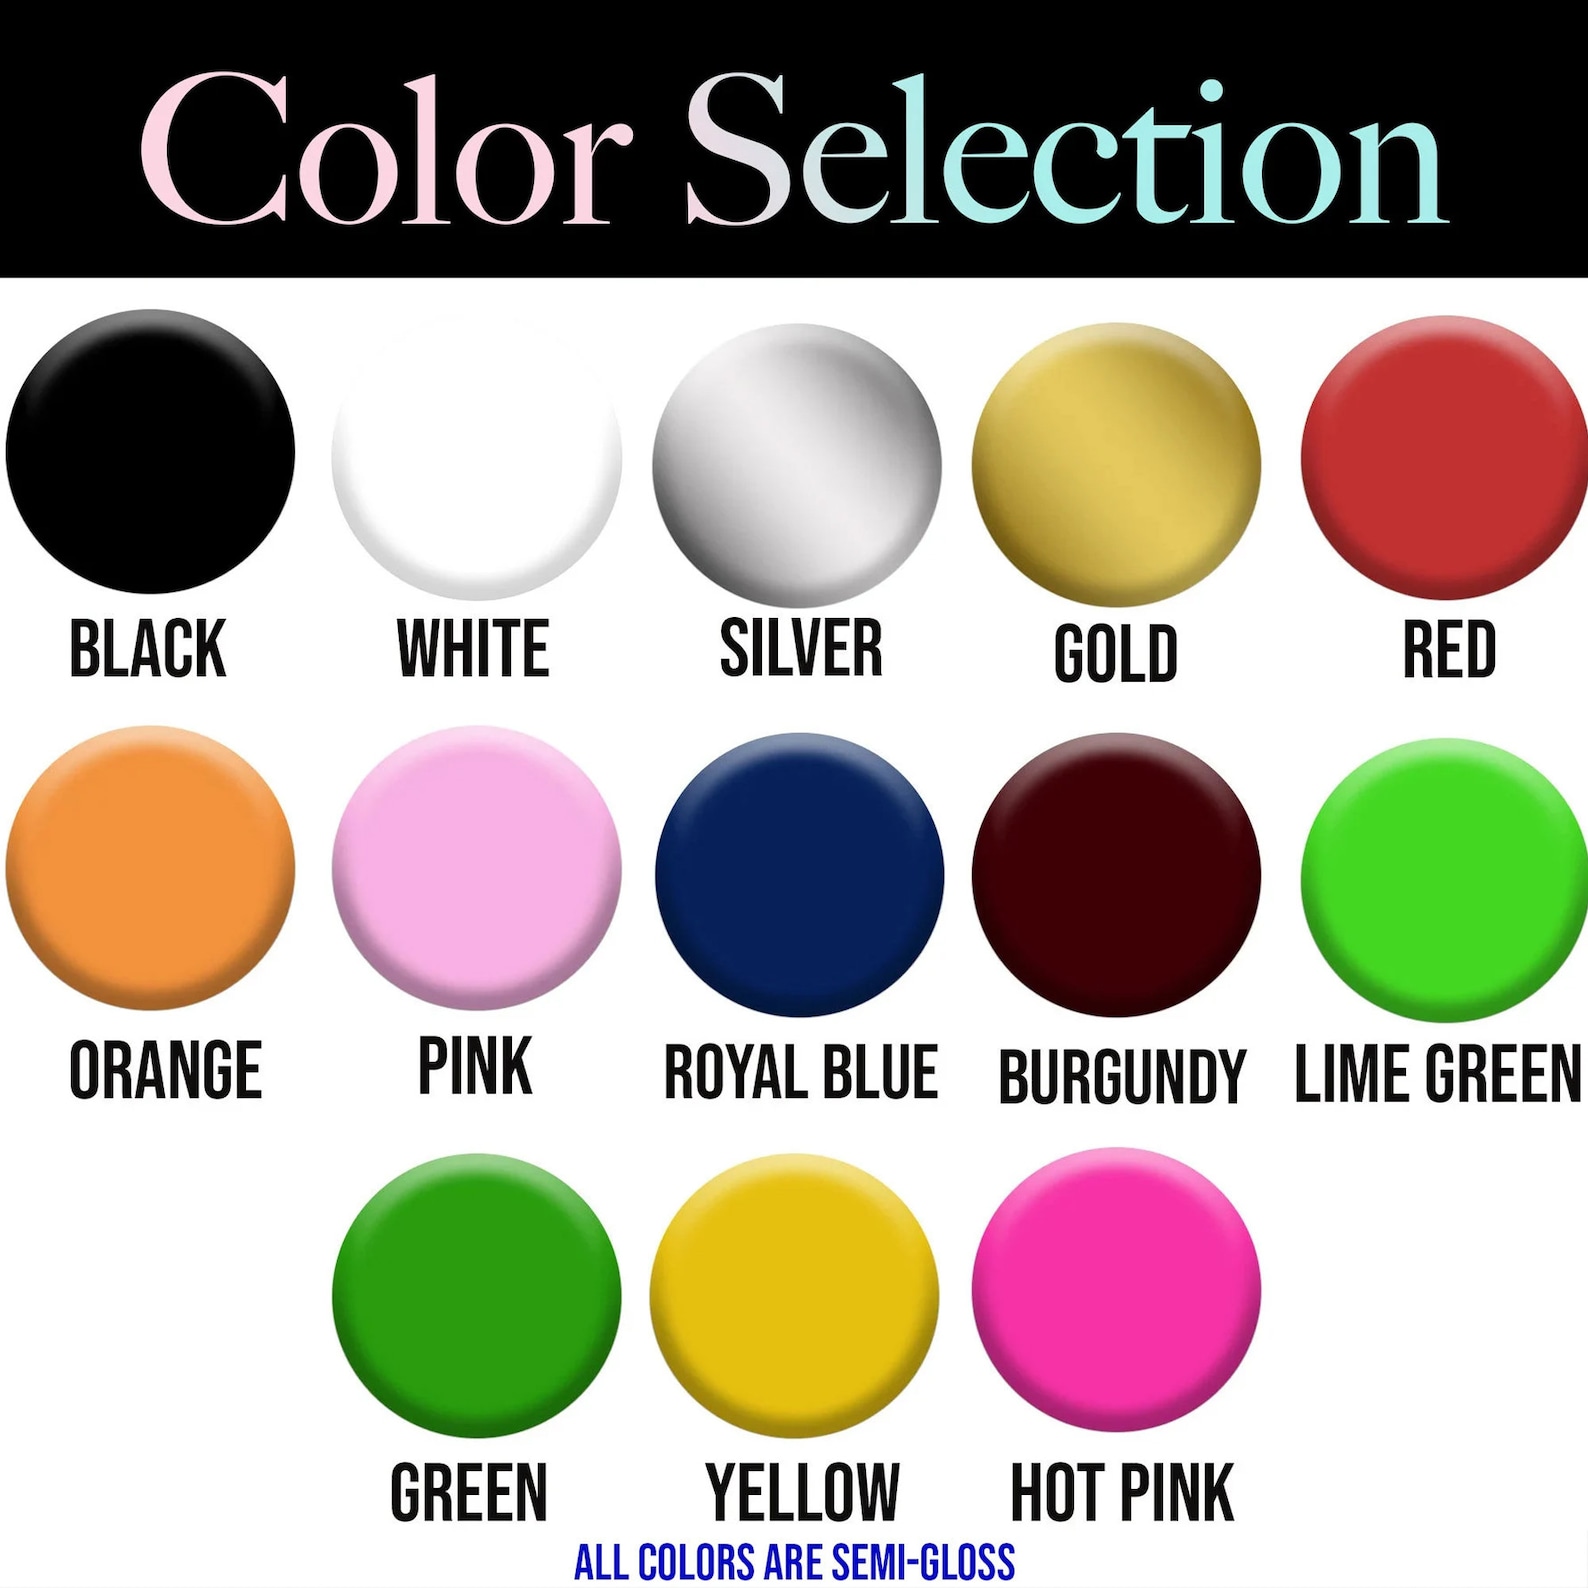 Color Selection
BLACK WHITE SILVER GOLD RED
ORANGE PINK ROYAL BLUE BURGUNDY LIME GREEN
GREEN YELLOW HOT PINK
ALL COLORS ARE SEMI-GLOSS